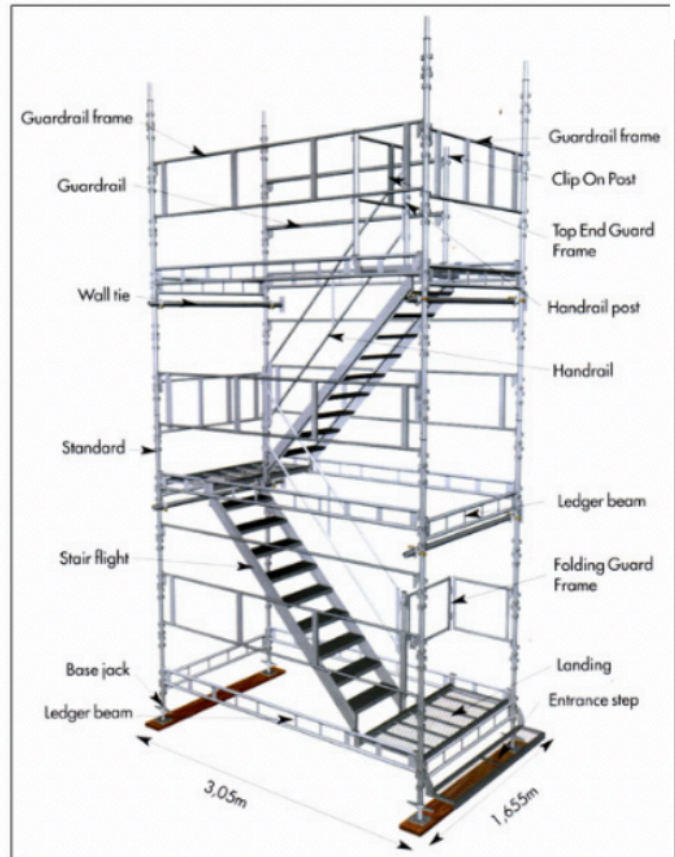 Guardrail frame
Guardrail frame
Clip On Post
Guardrail
Top End Guard
Frame
Wall tie
Handrail post
Handrail
Standard
Ledger beam
Stair flight
Folding Guard
Frame
Landing
Base jack
Entrance step
Ledger beam
3,05m
1,655m